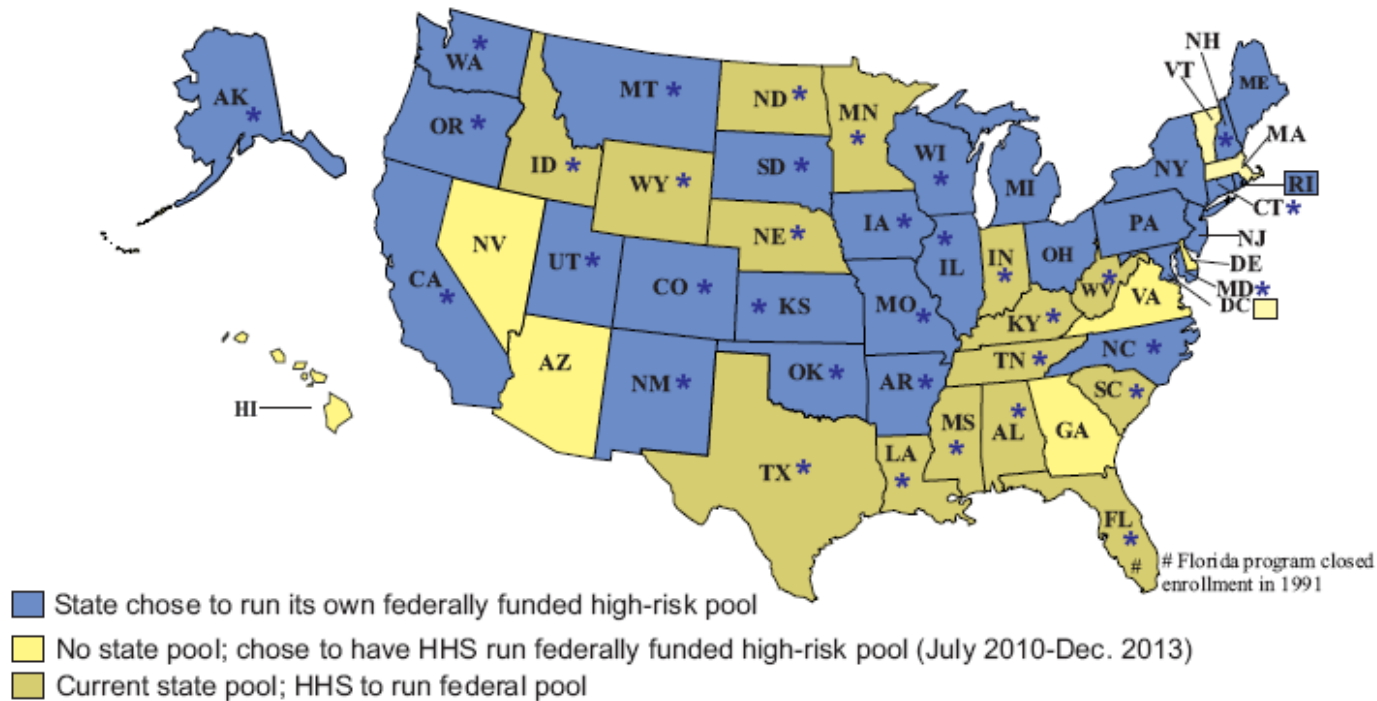 NH
VT
WA *
ME
AK *
MT *
ND *
MN *
OR *
MA
WI *
ID *
SD *
NY
WY *
MI
RI
CT *
IA *
PA
NE *
NJ
NV
IL *
IN *
OH
UT *
DE
CA *
CO *
* KS
MO *
WV *
VA
MD *
DC
KY *
NC *
TN *
AZ
NM *
OK *
AR *
SC *
HI
MS *
AL *
GA
LA *
TX *
FL *
#
# Florida program closed
enrollment in 1991
State chose to run its own federally funded high-risk pool
No state pool; chose to have HHS run federally funded high-risk pool (July 2010-Dec. 2013)
Current state pool; HHS to run federal pool